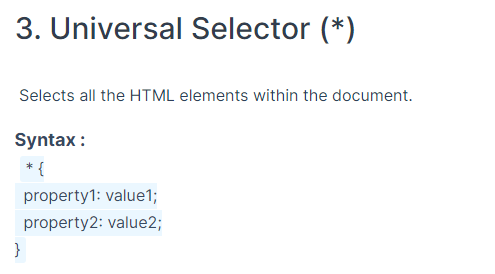 3. Universal Selector (*)
Selects all the HTML elements within the document.
Syntax :
* {
property1: value1;
property2: value2;
}